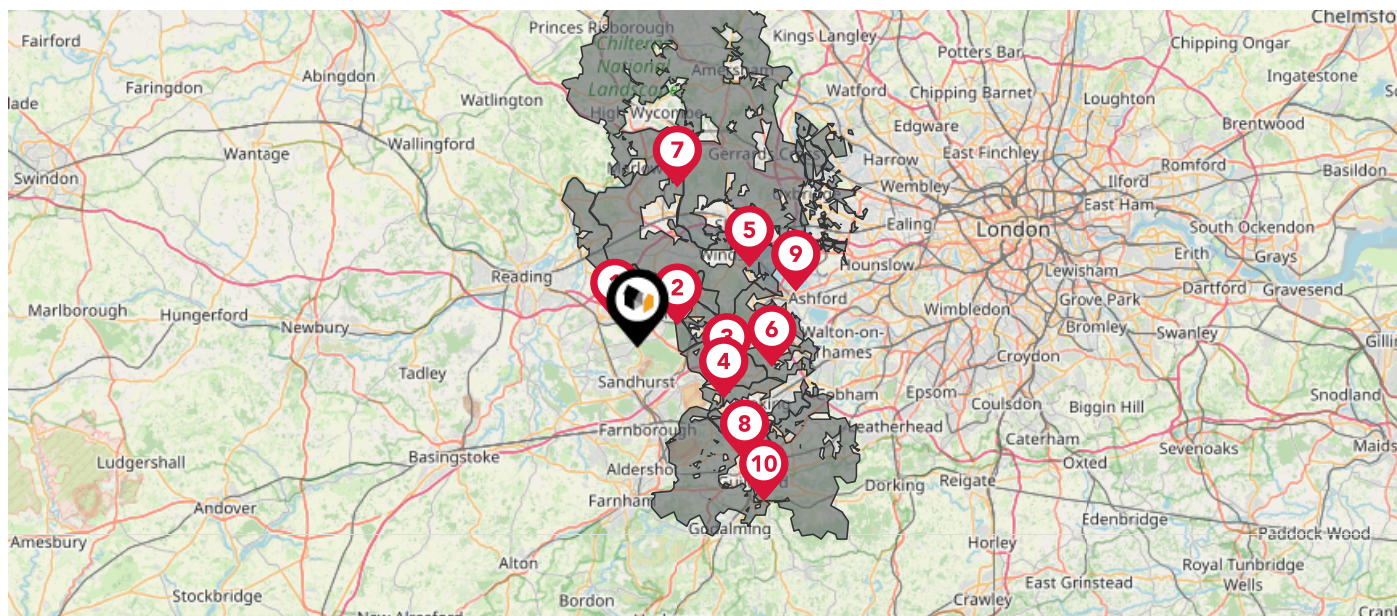 Chelmsfo
Princes Risborough
Kings Langley
Fairford
Chipping Ongar
Potters Bar
Abingdon
Chiltern
National
Landscape
Amersham
Ingatestone
Faringdon
Watlington
Watford
Chipping Barnet
Loughton
lade
High Wycombe
Brentwood
Edgware
Wallingford
Wantage
7
Gerrards Cross
Harrow
East Finchley
Romford
Basildon
Swindon
Wembley
Ilford
East Ham
Ealing
London
South Ockendon
5
9
Erith
Grays
Reading
Hounslow
Lewisham
2
Ashford
Dartford
Gravesend
Grove Park
Marlborough
Hungerford
Wimbledon
Newbury
3
6
Walton-on-
Thames
Bromley
Swanley
Gillin
4
Croydon
Tadley
Sandhurst
Epsom
Coulsdon
Biggin Hill
Snodland
8
Farnborough
Leatherhead
Caterham
Sevenoaks
Maids
Basingstoke
Ludgershall
Aldersho
10
Oxted
Dorking
Reigate
Andover
Farnham
Godalming
Edenbridge
Amesbury
Paddock Wood
Horley
Alton
Royal Tunbridge
Wells
Stockbridge
Bordon
Crawley
East Grinstead